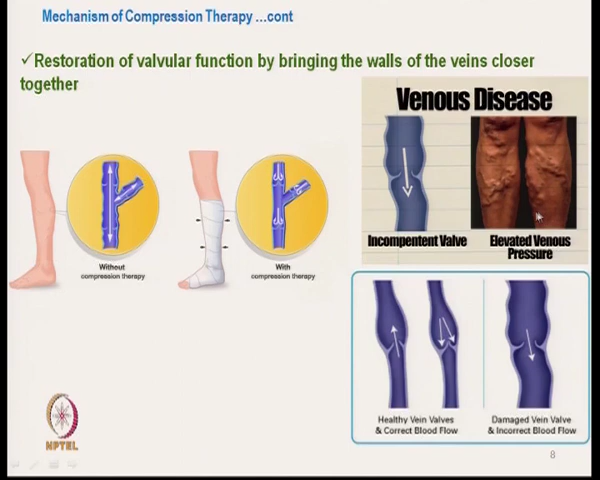 Mechanism of Compression Therapy ...cont
✓Restoration of valvular function by bringing the walls of the veins closer
together
Venous Disease
Incompentent Valve
Elevated Venous
Pressure
Without
compression therapy
With
compression therapy
Healthy Vein Valves
& Correct Blood Flow
Damaged Vein Valve
& Incorrect Blood Flow
NPTEL
8